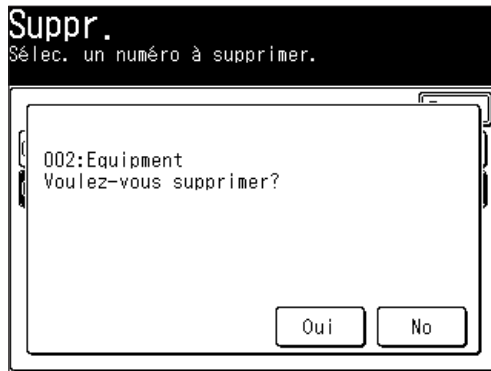 Suppr.
Sélec. un numéro à supprimer.
002:Equipment
Voulez-vous supprimer?
Oui
No